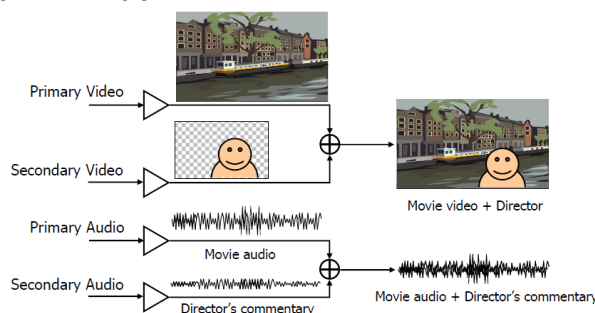 Primary Video
Secondary Video
Movie video + Director
Primary Audio
Movie audio
Secondary Audio
Director's commentary
Movie audio + Director's commentary